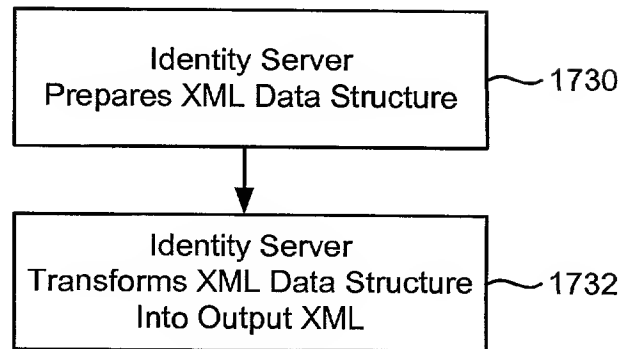 Identity Server
Prepares XML Data Structure
1730
Identity Server
Transforms XML Data Structure
Into Output XML
1732